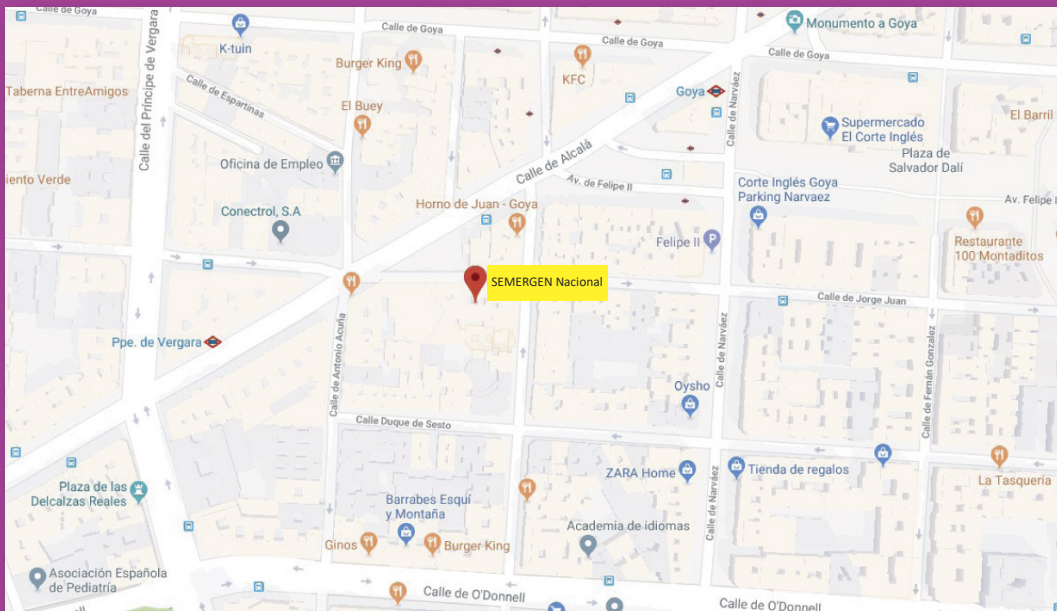 Calle de Goya
K-tuin
Calle de Goya
Burger King
Calle de Goya
KFC
Monumento a Goya
Calle de Goya
Calle del Príncipe de Vergara
Taberna EntreAmigos
Calle de Espartinas
El Buey
Goya
Calle de Narváez
Supermercado
El Corte Inglés
El Barril
Oficina de Empleo
Calle de Alcalá
Plaza de
Salvador Dalí
iento Verde
Av. de Felipe II
Corte Inglés Goya
Parking Narvaez
Av. Felipe I
Conectrol, S.A
Horno de Juan - Goya
Felipe II
Restaurante
100 Montaditos
SEMERGEN Nacional
Calle de Jorge Juan
Ppe. de Vergara
Calle de Antonio Acuña
Calle de Narváez
Calle de Fernán Gonzalez
Oysho
Calle Duque de Sesto
ZARA Home
Tienda de regalos
La Tasquería
Plaza de las
Delcalzas Reales
Barrabes Esquí
y Montaña
Calle de Narváez
Academia de idiomas
Ginos
Burger King
Asociación Española
de Pediatría
Calle de O'Donnell
Calle de O'Donnell
nell